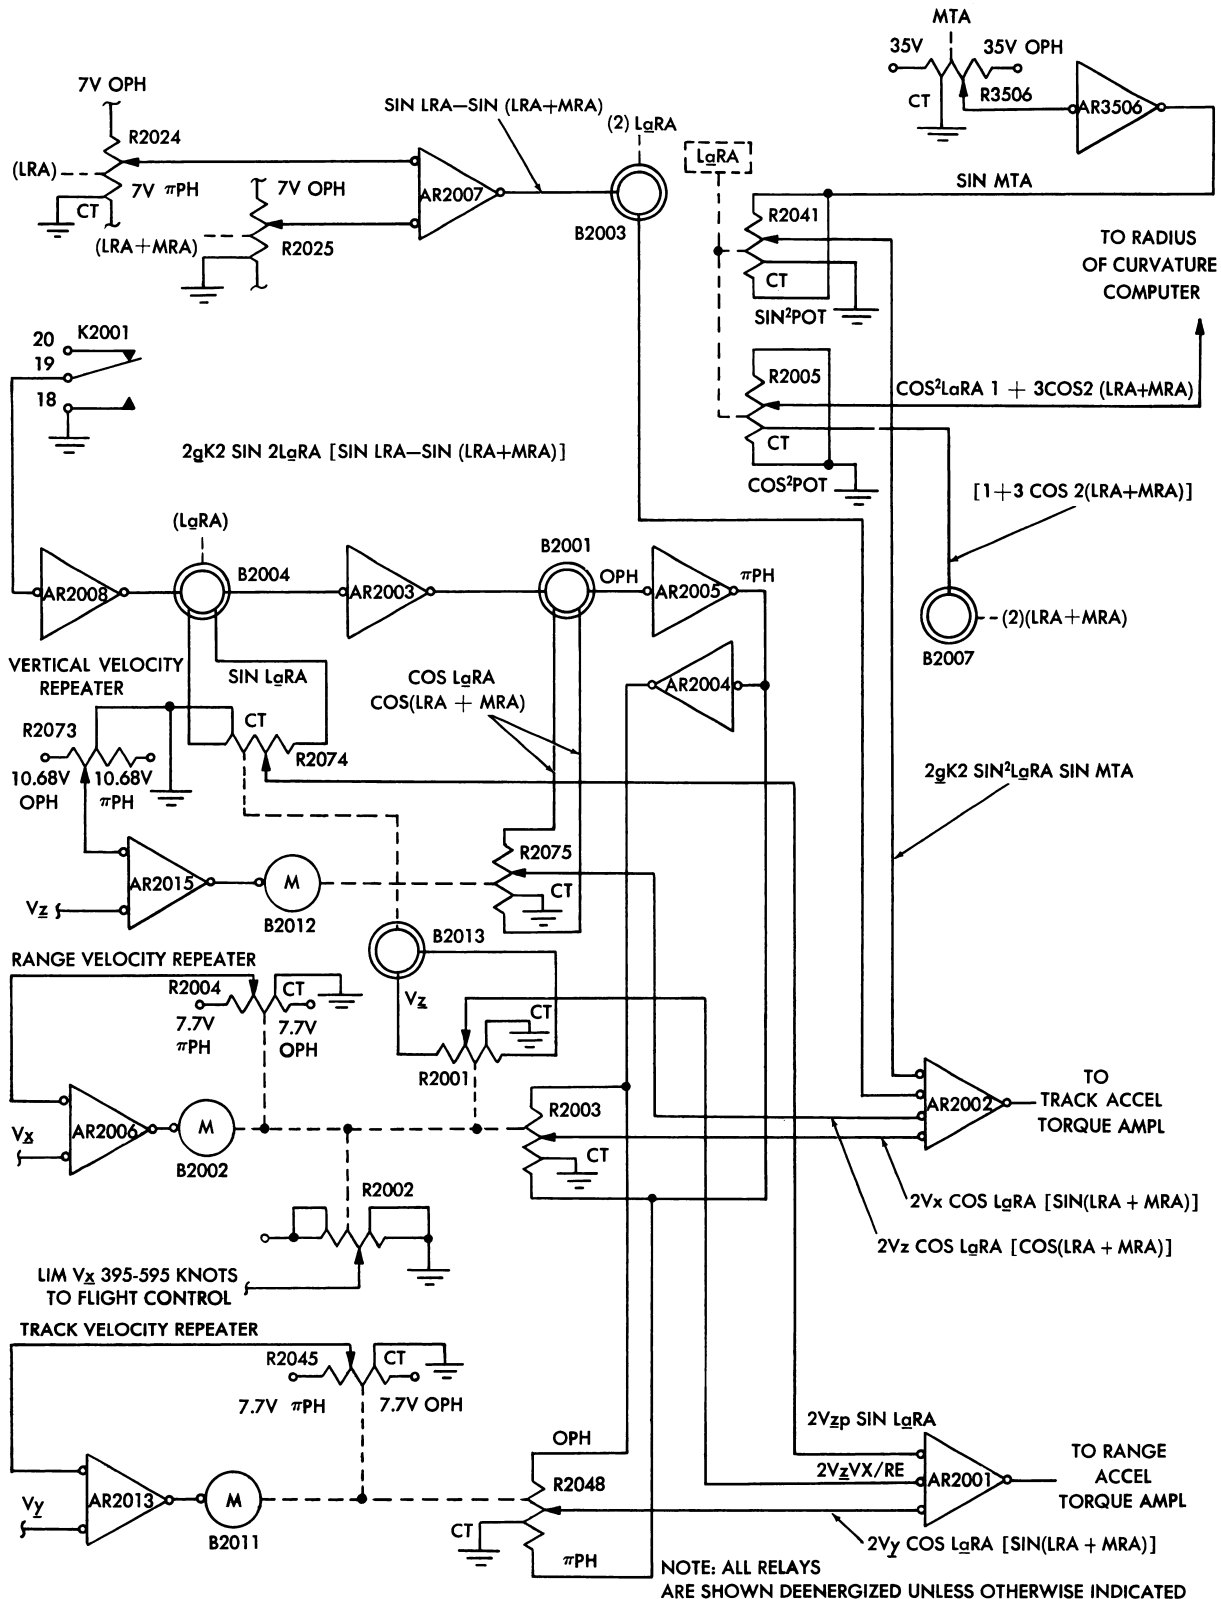 MTA
35V
35V OPH
CT
R3506
AR3506
7V OPH
R2024
(LRA)
7V πPH
CT
SIN LRA—SIN (LRA+MRA)
(2) LaRA
7V OPH
AR2007
(LRA+MRA)
R2025
B2003
LaRA
SIN MTA
R2041
CT
SIN²POT
TO RADIUS
OF CURVATURE
COMPUTER
20
K2001
19
18
R2005
COS²LaRA 1 + 3COS2 (LRA+MRA)
CT
COS²POT
2gK2 SIN 2LaRA [SIN LRA—SIN (LRA+MRA)]
[1+3 COS 2(LRA+MRA)]
(LaRA)
B2004
B2001
OPH
πPH
AR2008
AR2003
AR2005
(2)(LRA+MRA)
B2007
VERTICAL VELOCITY
REPEATER
SIN LaRA
COS LaRA
COS(LRA + MRA)
AR2004
R2073
CT
R2074
10.68V
OPH
10.68V
πPH
2gK2 SIN²LaRA SIN MTA
R2075
AR2015
M
CT
Vz
B2012
B2013
RANGE VELOCITY REPEATER
R2004
CT
Vz
CT
7.7V
πPH
7.7V
OPH
R2001
R2003
AR2002
TO
TRACK ACCEL
TORQUE AMPL
Vx
AR2006
M
B2002
CT
R2002
2Vx COS LaRA [SIN(LRA + MRA)]
2Vz COS LaRA [COS(LRA + MRA)]
LIM Vx 395-595 KNOTS
TO FLIGHT CONTROL
TRACK VELOCITY REPEATER
R2045
CT
7.7V πPH
7.7V OPH
2Vzp SIN LaRA
OPH
2VzVX/RE
R2048
AR2001
TO RANGE
ACCEL
TORQUE AMPL
Vy
AR2013
M
B2011
CT
πPH
2Vy COS LaRA [SIN(LRA + MRA)]
NOTE: ALL RELAYS
ARE SHOWN DEENERGIZED UNLESS OTHERWISE INDICATED